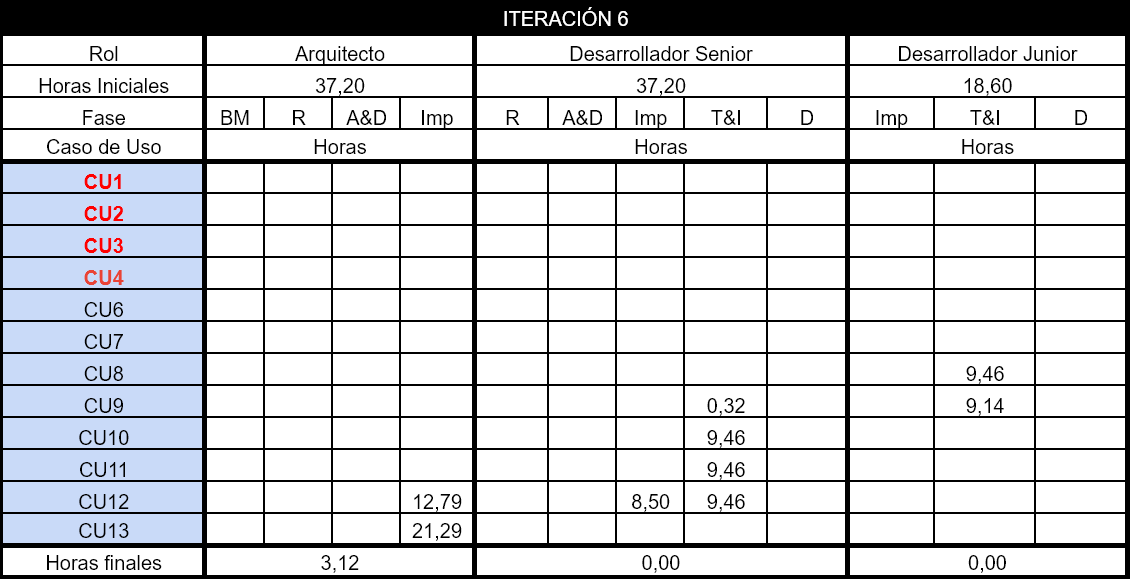 ITERACIÓN 6
Rol Arquitecto Desarrollador Senior Desarrollador Junior
Horas Iniciales 37,20 37,20 18,60
Fase BM R A&D Imp R A&D Imp T&I D Imp T&I D
Caso de Uso Horas Horas Horas
CU1
CU2
CU3
CU4
CU6
CU7
CU8 9,46
CU9 0,32 9,14
CU10 9,46
CU11 9,46
CU12 12,79 8,50 9,46
CU13 21,29
Horas finales 3,12 0,00 0,00